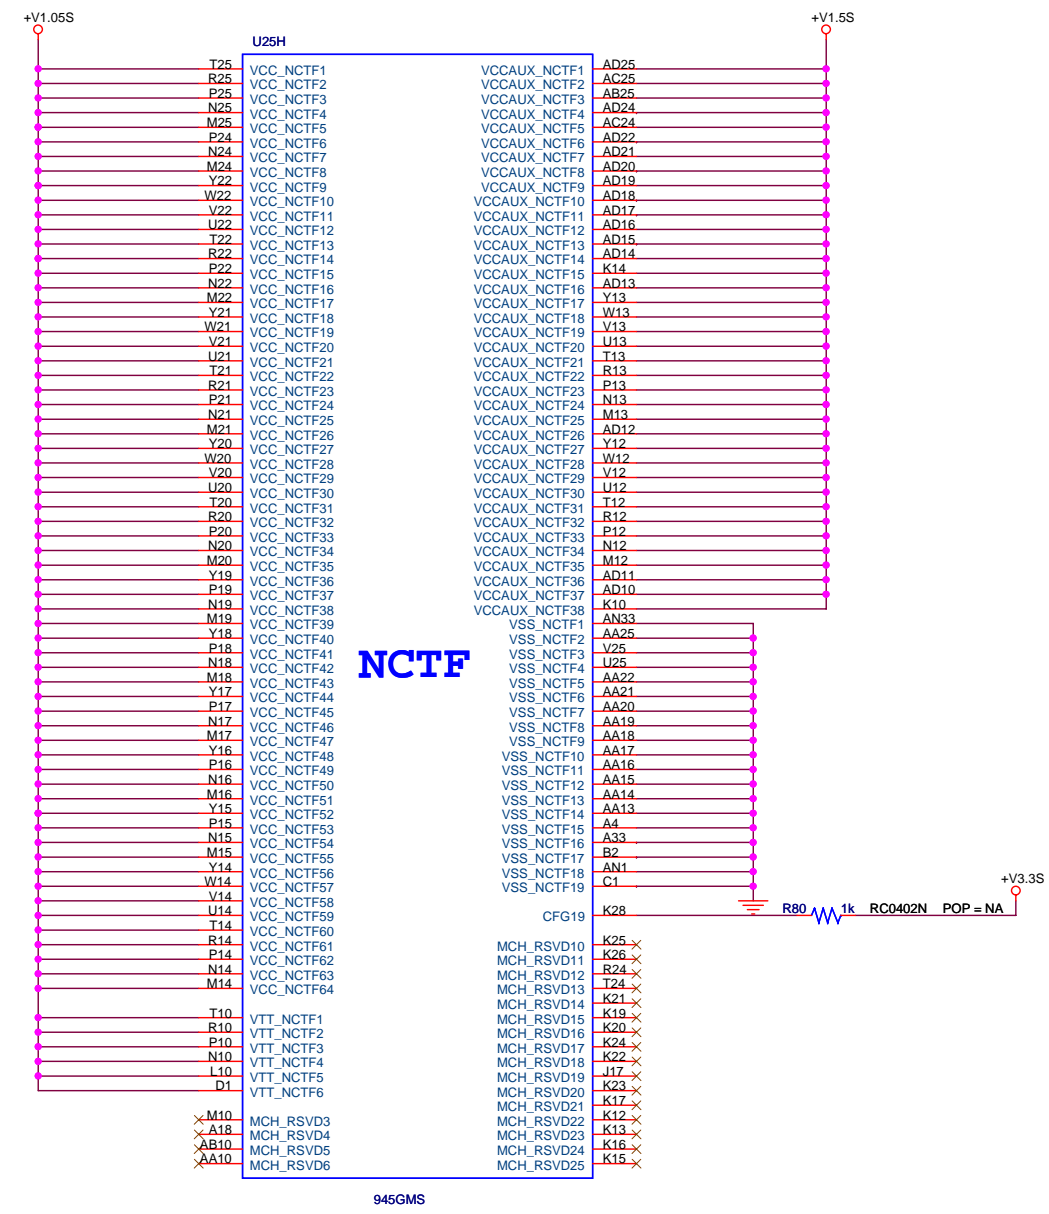 +V1.05S +V1.5S
U25H
T25 VCC_NCTF1 VCCAUX_NCTF1 AD25
R25 VCC_NCTF2 VCCAUX_NCTF2 AC25
P25 VCC_NCTF3 VCCAUX_NCTF3 AB25
N25 VCC_NCTF4 VCCAUX_NCTF4 AD24
M25 VCC_NCTF5 VCCAUX_NCTF5 AC24
P24 VCC_NCTF6 VCCAUX_NCTF6 AD22
N24 VCC_NCTF7 VCCAUX_NCTF7 AD21
M24 VCC_NCTF8 VCCAUX_NCTF8 AD20
Y22 VCC_NCTF9 VCCAUX_NCTF9 AD19
W22 VCC_NCTF10 VCCAUX_NCTF10 AD18
V22 VCC_NCTF11 VCCAUX_NCTF11 AD17
U22 VCC_NCTF12 VCCAUX_NCTF12 AD16
T22 VCC_NCTF13 VCCAUX_NCTF13 AD15
R22 VCC_NCTF14 VCCAUX_NCTF14 AD14
P22 VCC_NCTF15 VCCAUX_NCTF15 K14
N22 VCC_NCTF16 VCCAUX_NCTF16 AD13
M22 VCC_NCTF17 VCCAUX_NCTF17 Y13
Y21 VCC_NCTF18 VCCAUX_NCTF18 W13
W21 VCC_NCTF19 VCCAUX_NCTF19 V13
V21 VCC_NCTF20 VCCAUX_NCTF20 U13
U21 VCC_NCTF21 VCCAUX_NCTF21 T13
T21 VCC_NCTF22 VCCAUX_NCTF22 R13
R21 VCC_NCTF23 VCCAUX_NCTF23 P13
P21 VCC_NCTF24 VCCAUX_NCTF24 N13
N21 VCC_NCTF25 VCCAUX_NCTF25 M13
M21 VCC_NCTF26 VCCAUX_NCTF26 AD12
Y20 VCC_NCTF27 VCCAUX_NCTF27 Y12
W20 VCC_NCTF28 VCCAUX_NCTF28 W12
V20 VCC_NCTF29 VCCAUX_NCTF29 V12
U20 VCC_NCTF30 VCCAUX_NCTF30 U12
T20 VCC_NCTF31 VCCAUX_NCTF31 T12
R20 VCC_NCTF32 VCCAUX_NCTF32 R12
P20 VCC_NCTF33 VCCAUX_NCTF33 P12
N20 VCC_NCTF34 VCCAUX_NCTF34 N12
M20 VCC_NCTF35 VCCAUX_NCTF35 M12
Y19 VCC_NCTF36 VCCAUX_NCTF36 AD11
P19 VCC_NCTF37 VCCAUX_NCTF37 AD10
N19 VCC_NCTF38 VCCAUX_NCTF38 K10
M19 VCC_NCTF39 VSS_NCTF1 AN33
Y18 VCC_NCTF40 VSS_NCTF2 AA25
P18 VCC_NCTF41 VSS_NCTF3 V25
N18 VCC_NCTF42 VSS_NCTF4 U25
NCTF
M18 VCC_NCTF43 VSS_NCTF5 AA22
Y17 VCC_NCTF44 VSS_NCTF6 AA21
P17 VCC_NCTF45 VSS_NCTF7 AA20
N17 VCC_NCTF46 VSS_NCTF8 AA19
M17 VCC_NCTF47 VSS_NCTF9 AA18
Y16 VCC_NCTF48 VSS_NCTF10 AA17
P16 VCC_NCTF49 VSS_NCTF11 AA16
N16 VCC_NCTF50 VSS_NCTF12 AA15
M16 VCC_NCTF51 VSS_NCTF13 AA14
Y15 VCC_NCTF52 VSS_NCTF14 AA13
P15 VCC_NCTF53 VSS_NCTF15 A4
N15 VCC_NCTF54 VSS_NCTF16 A33
M15 VCC_NCTF55 VSS_NCTF17 B2
Y14 VCC_NCTF56 VSS_NCTF18 AN1
W14 VCC_NCTF57 VSS_NCTF19 C1
+V3.3S
V14 VCC_NCTF58
U14 VCC_NCTF59 CFG19 K28 R80 1k RC0402N POP = NA
T14 VCC_NCTF60
R14 VCC_NCTF61 MCH_RSVD10 K25
P14 VCC_NCTF62 MCH_RSVD11 K26
N14 VCC_NCTF63 MCH_RSVD12 R24
M14 VCC_NCTF64 MCH_RSVD13 T24
MCH_RSVD14 K21
T10 VTT_NCTF1 MCH_RSVD15 K19
R10 VTT_NCTF2 MCH_RSVD16 K20
P10 VTT_NCTF3 MCH_RSVD17 K24
N10 VTT_NCTF4 MCH_RSVD18 K22
L10 VTT_NCTF5 MCH_RSVD19 J17
D1 VTT_NCTF6 MCH_RSVD20 K23
MCH_RSVD21 K17
M10 MCH_RSVD3 MCH_RSVD22 K12
A18 MCH_RSVD4 MCH_RSVD23 K13
AB10 MCH_RSVD5 MCH_RSVD24 K16
AA10 MCH_RSVD6 MCH_RSVD25 K15
945GMS